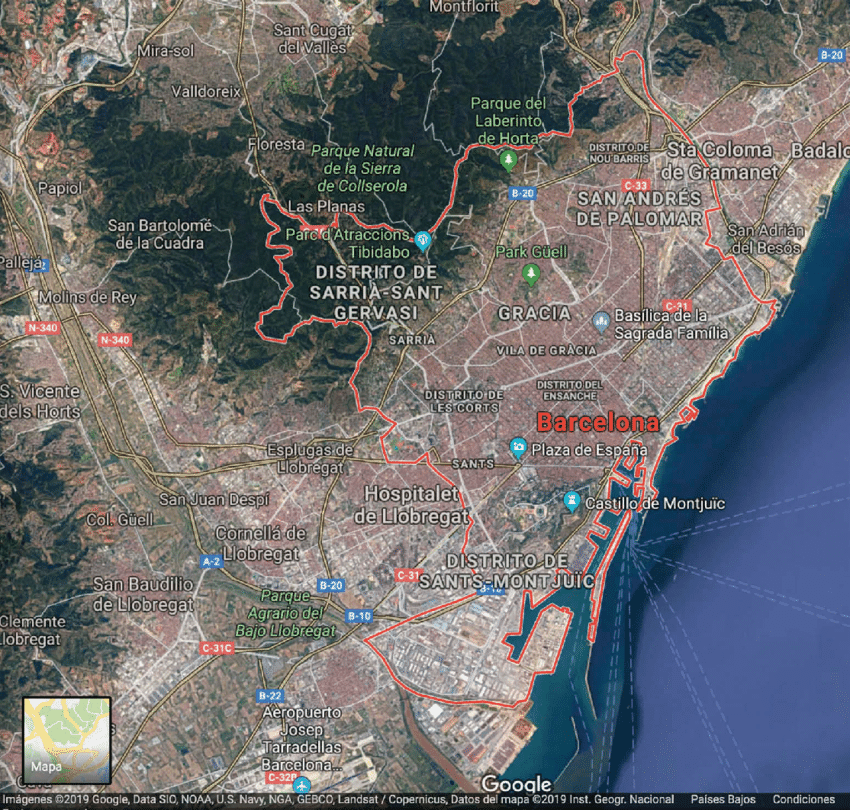 Montflorit
Sant Cugat
del Vallès
Mira-sol
B-20
Valldoreix
Parque del
Laberinto
de Horta
Floresta
Parque Natural
de la Sierra
de Collserola
DISTRITO DE
NOU BARRIS
Sta Coloma
de Gramanet
Badalo
Papiol
C-33
B-20
SAN ANDRÉS
DE PALOMAR
Las Planas
San Bartolomé
de la Cuadra
Parc d'Atraccions
Tibidabo
San Adrián
del Besós
Park Güell
Pallejà
DISTRITO DE
SARRIÀ-SANT
GERVASI
Molins de Rey
C-31
N-340
N-340
GRACIA
Basílica de la
Sagrada Família
SARRIÀ
VILA DE GRÀCIA
S. Vicente
dels Horts
DISTRITO DE
LES CORTS
DISTRITO DEL
ENSANCHE
Barcelona
Esplugas de
Llobregat
SANTS
Plaza de España
San Juan Despí
Hospitalet
de Llobregat
Castillo de Montjuïc
Col. Güell
Cornellá de
Llobregat
A-2
DISTRITO DE
SANTS-MONTJUÏC
San Baudilio
de Llobregat
B-20
C-31
B-10
Parque
Agrario del
Bajo Llobregat
B-10
Clemente
Llobregat
C-31C
B-22
Aeropuerto
Josep
Tarradellas
Barcelona...
Mapa
C-32B
Google
Imágenes ©2019 Google, Data SIO, NOAA, U.S. Navy, NGA, GEBCO, Landsat / Copernicus, Datos del mapa ©2019 Inst. Geogr. Nacional Países Bajos Condiciones